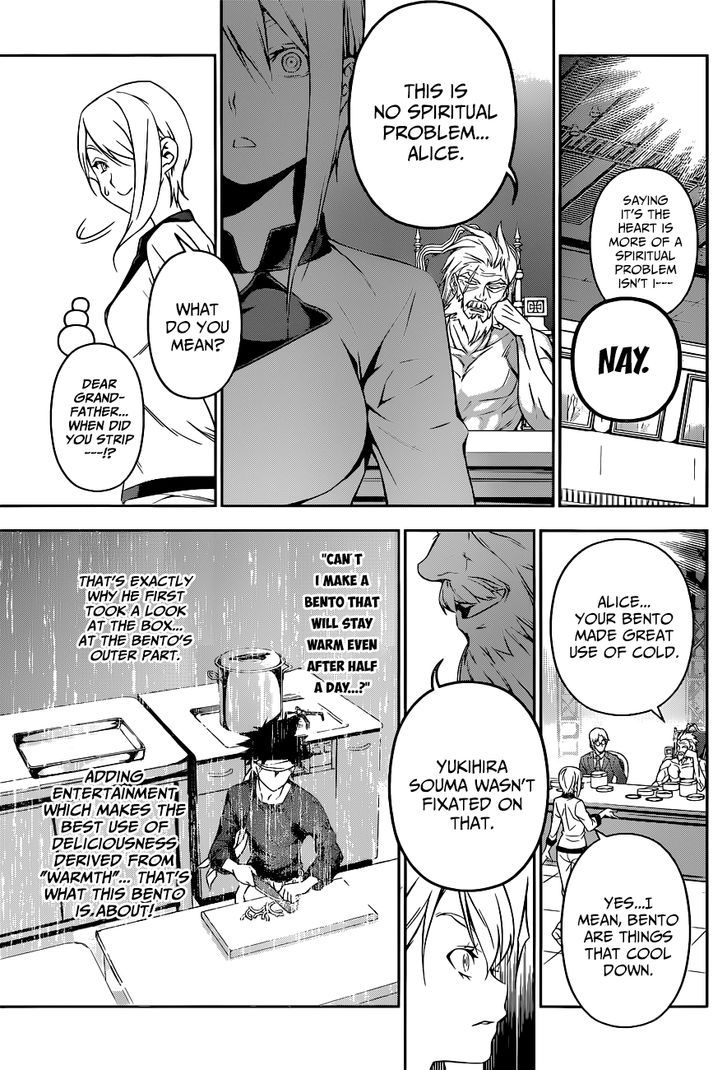 SAYING
IT'S THE
HEART IS
MORE OF A
SPIRITUAL
PROBLEM
ISN'T I---
NAY.
THIS IS
NO SPIRITUAL
PROBLEM...
ALICE.
WHAT
DO YOU
MEAN?
DEAR
GRAND-
FATHER...
WHEN DID
YOU STRIP
---!?
ALICE...
YOUR BENTO
MADE GREAT
USE OF COLD.
YES...I
MEAN, BENTO
ARE THINGS
THAT COOL
DOWN.
YUKIHIRA
SOUMA WASN'T
FIXATED ON
THAT.
"CAN'T
I MAKE A
BENTO THAT
WILL STAY
WARM EVEN
AFTER HALF
A DAY...?"
THAT'S EXACTLY
WHY HE FIRST
TOOK A LOOK
AT THE BOX...
AT THE BENTO'S
OUTER PART.
ADDING
ENTERTAINMENT
WHICH MAKES THE
BEST USE OF
DELICIOUSNESS
DERIVED FROM
"WARMTH"... THAT'S
WHAT THIS BENTO
IS ABOUT!